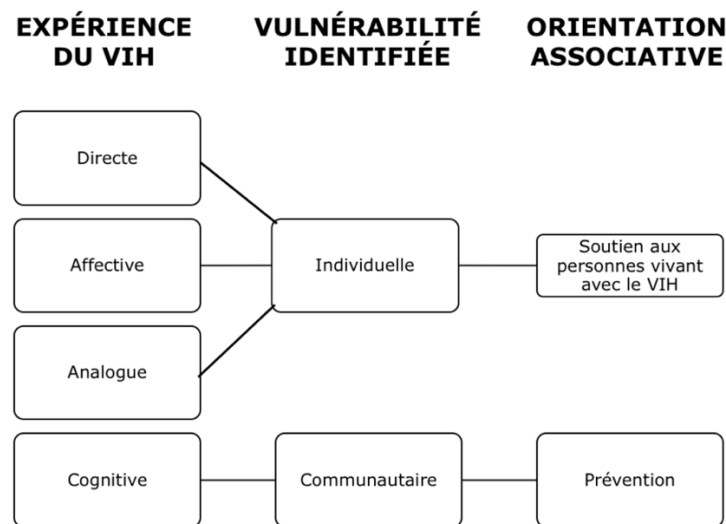 EXPÉRIENCE
DU VIH
VULNÉRABILITÉ
IDENTIFIÉE
ORIENTATION
ASSOCIATIVE
Directe
Affective
Individuelle
Soutien aux
personnes vivant
avec le VIH
Analogue
Cognitive
Communautaire
Prévention